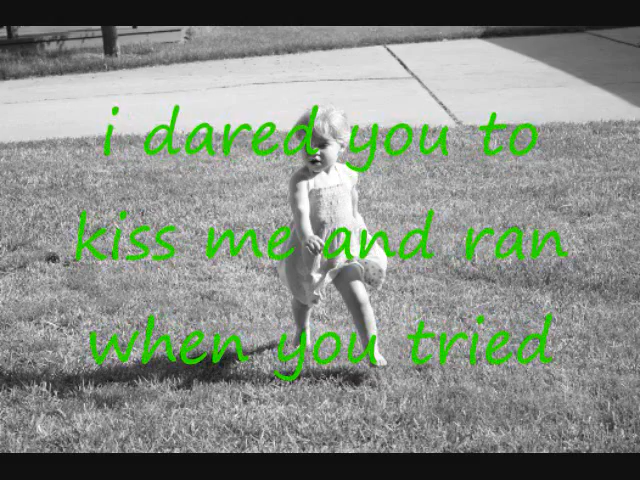 i dared you to
kiss me and ran
when you tried